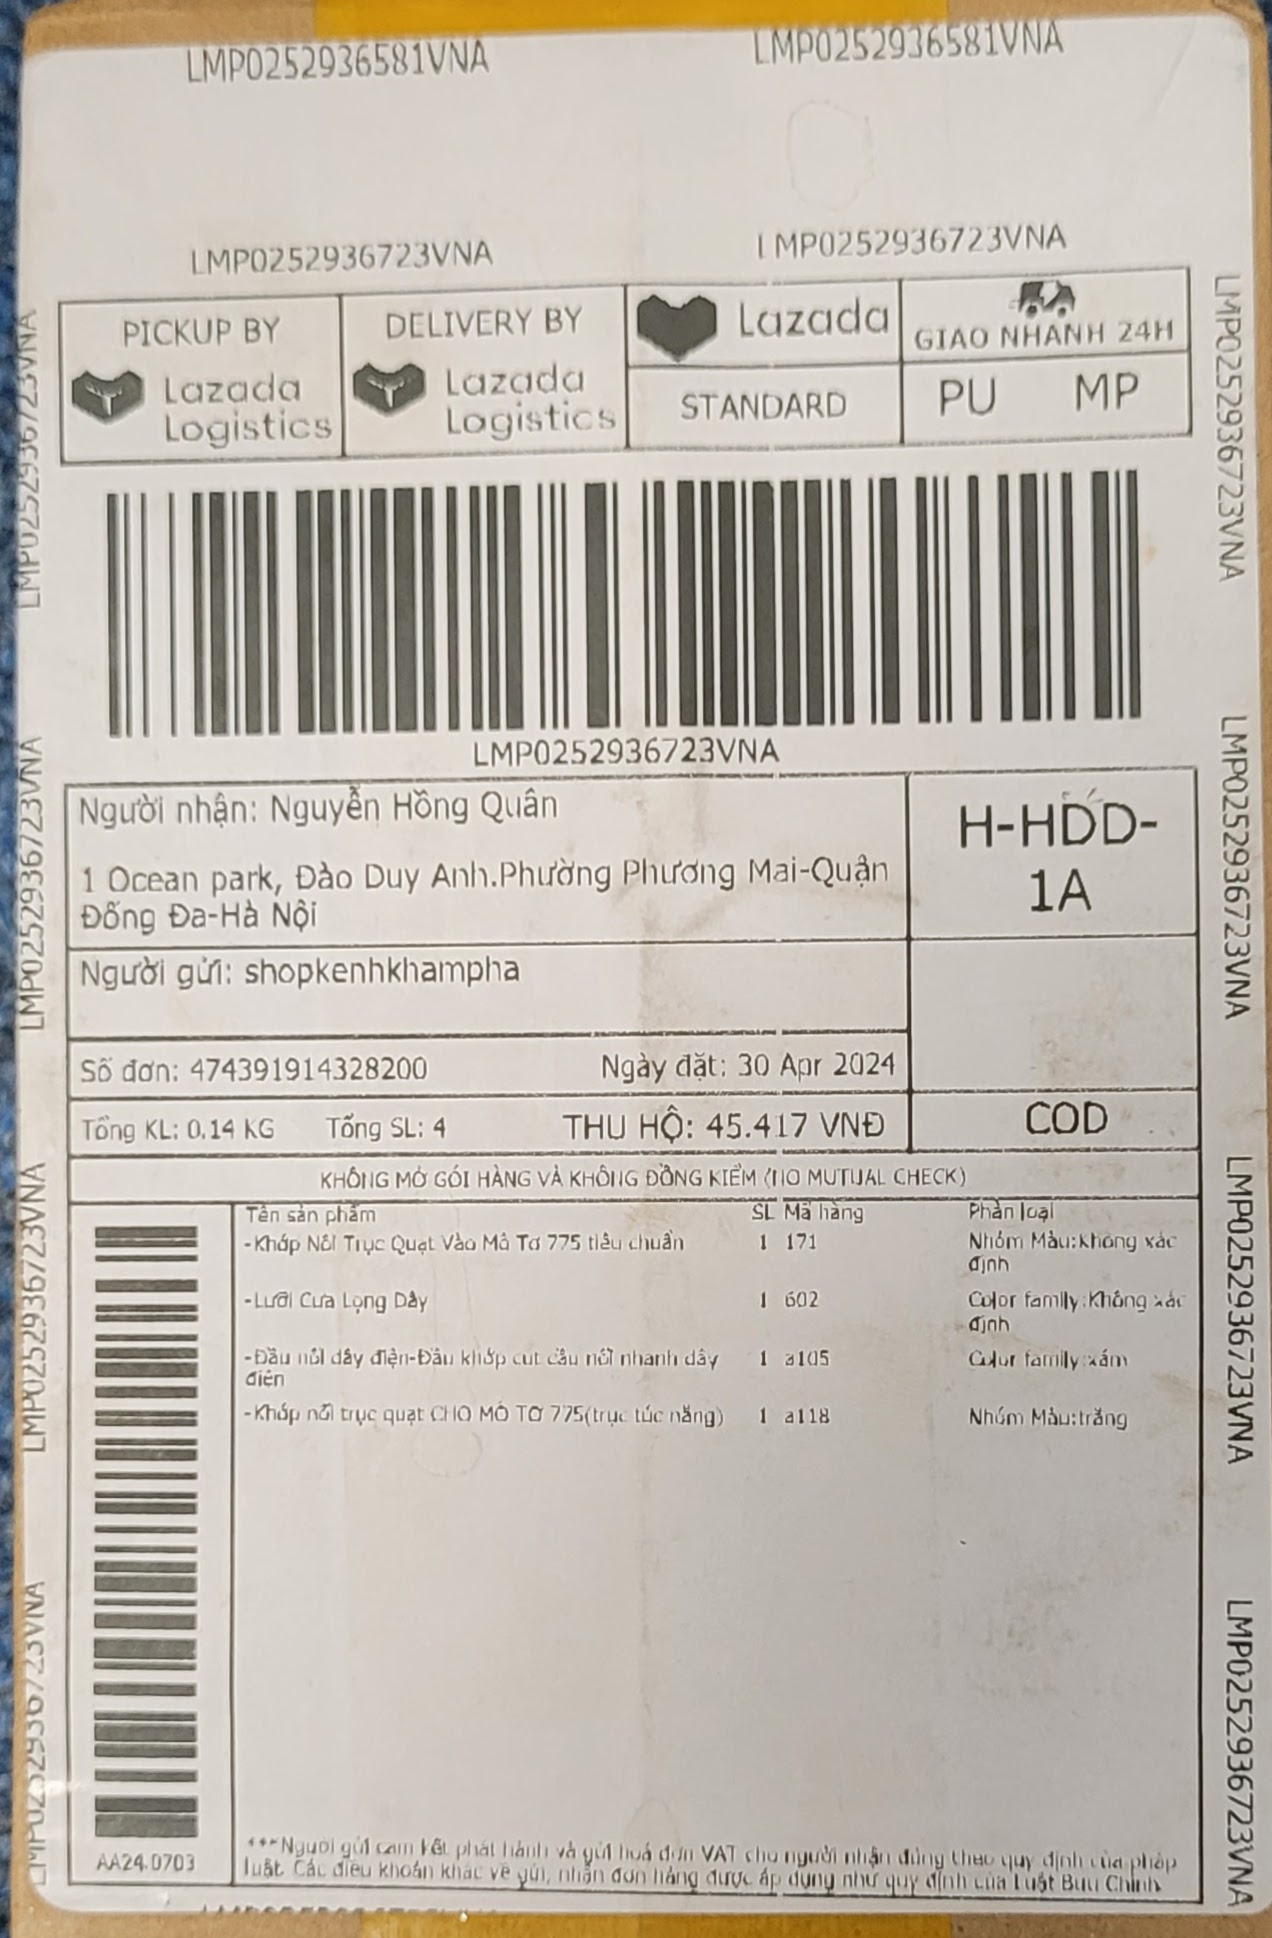 LMP0252936581VNA LMP0252936581VNA
LMP0252936723VNA LMP0252936723VNA
PICKUP BY
Lazada
Logistics
DELIVERY BY
Lazada
Logistics
Lazada
STANDARD
GIAO NHANH 24H
PU MP
LMP0252936723VNA
Người nhận: Nguyễn Hồng Quân
1 Ocean park, Đào Duy Anh.Phường Phương Mai-Quận
Đống Đa-Hà Nội
H-HDD-
1A
Người gửi: shopkenhkhampha
Số đơn: 474391914328200 Ngày đặt: 30 Apr 2024
Tổng KL: 0.14 KG Tổng SL: 4 THU HỘ: 45.417 VNĐ COD
KHÔNG MỞ GÓI HÀNG VÀ KHÔNG ĐỒNG KIỂM (NO MUTUAL CHECK)
Tên sản phẩm SL Mã hàng Phân loại
-Khớp Nối Trục Quạt Vào Mô Tơ 775 tiêu chuẩn 1 171 Nhóm Màu:Không xác
định
-Lưỡi Cưa Lọng Dây 1 602 Color family:Không xác
định
-Đầu nối dây điện-Đầu khớp cút cầu nối nhanh dây 1 a105 Color family:xám
điện
-Khớp nối trục quạt CHO MÔ TƠ 775(trục túc năng) 1 a118 Nhóm Màu:trắng
***Người gửi cam kết phát hành và gửi hoá đơn VAT cho người nhận đúng theo quy định của pháp
luật. Các điều khoản khác về gửi, nhận đơn hàng được áp dụng như quy định của Luật Bưu Chính
AA24.0703
LMP0252936723VNA
LMP0252936723VNA
LMP0252936723VNA
LMP0252936723VNA
LMP0252936723VNA
LMP0252936723VNA
LMP0252936723VNA
LMP0252936723VNA